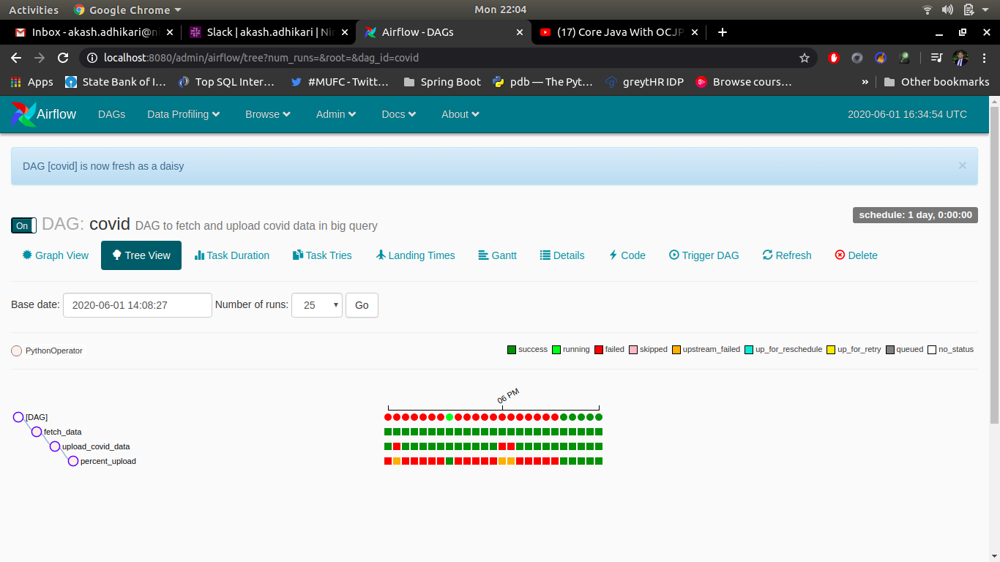 Activities Google Chrome Mon 22:04
Inbox - akash.adhikari@n Slack | akash.adhikari | Nir Airflow - DAGs (17) Core Java With OCJP
localhost:8080/admin/airflow/tree?num_runs=&root=&dag_id=covid
Apps State Bank of I… Top SQL Inter… #MUFC - Twitt… Spring Boot pdb — The Pyt… greytHR IDP Browse cours… » Other bookmarks
Airflow DAGs Data Profiling Browse Admin Docs About 2020-06-01 16:34:54 UTC
DAG [covid] is now fresh as a daisy ×
schedule: 1 day, 0:00:00
On DAG: covid DAG to fetch and upload covid data in big query
Graph View Tree View Task Duration Task Tries Landing Times Gantt Details Code Trigger DAG Refresh Delete
Base date: 2020-06-01 14:08:27 Number of runs: 25 Go
PythonOperator success running failed skipped upstream_failed up_for_reschedule up_for_retry queued no_status
06 PM
[DAG]
fetch_data
upload_covid_data
percent_upload